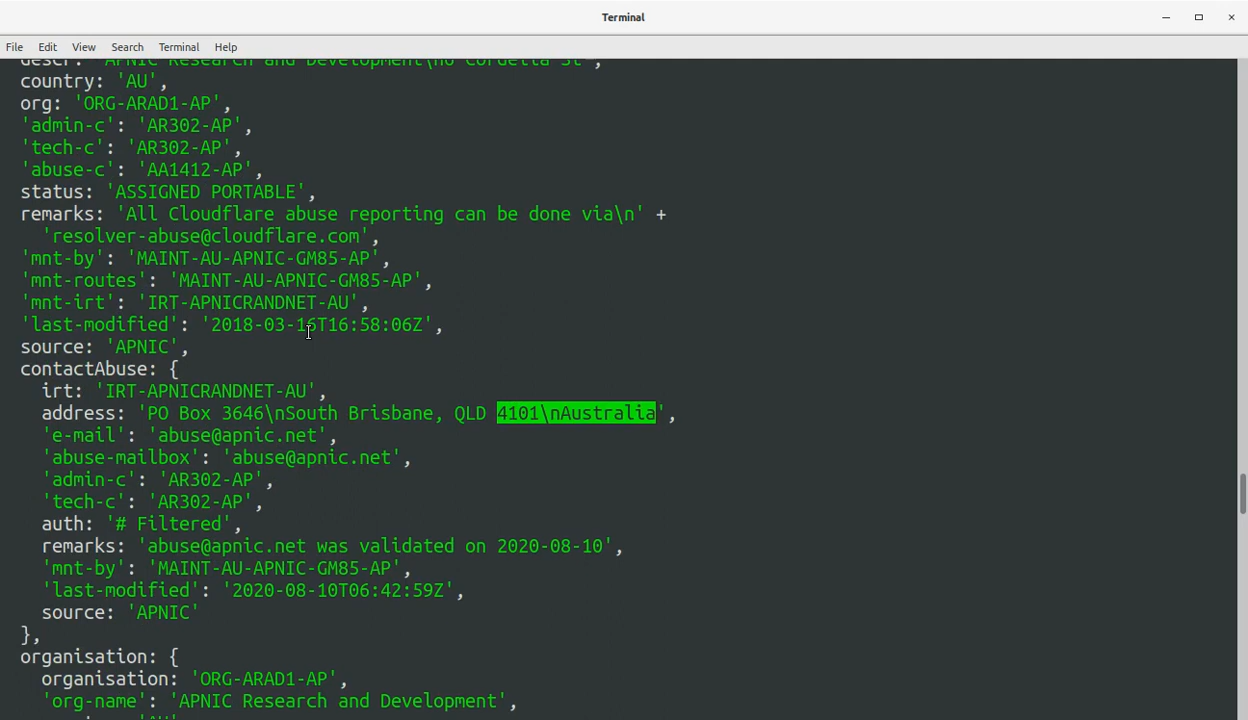 Terminal
File Edit View Search Terminal Help
descr: 'APNIC Research and Development\n6 Cordelia St',
country: 'AU',
org: 'ORG-ARAD1-AP',
'admin-c': 'AR302-AP',
'tech-c': 'AR302-AP',
'abuse-c': 'AA1412-AP',
status: 'ASSIGNED PORTABLE',
remarks: 'All Cloudflare abuse reporting can be done via\n' +
'resolver-abuse@cloudflare.com',
'mnt-by': 'MAINT-AU-APNIC-GM85-AP',
'mnt-routes': 'MAINT-AU-APNIC-GM85-AP',
'mnt-irt': 'IRT-APNICRANDNET-AU',
'last-modified': '2018-03-16T16:58:06Z',
source: 'APNIC',
contactAbuse: {
irt: 'IRT-APNICRANDNET-AU',
address: 'PO Box 3646\nSouth Brisbane, QLD 4101\nAustralia',
'e-mail': 'abuse@apnic.net',
'abuse-mailbox': 'abuse@apnic.net',
'admin-c': 'AR302-AP',
'tech-c': 'AR302-AP',
auth: '# Filtered',
remarks: 'abuse@apnic.net was validated on 2020-08-10',
'mnt-by': 'MAINT-AU-APNIC-GM85-AP',
'last-modified': '2020-08-10T06:42:59Z',
source: 'APNIC'
},
organisation: {
organisation: 'ORG-ARAD1-AP',
'org-name': 'APNIC Research and Development',